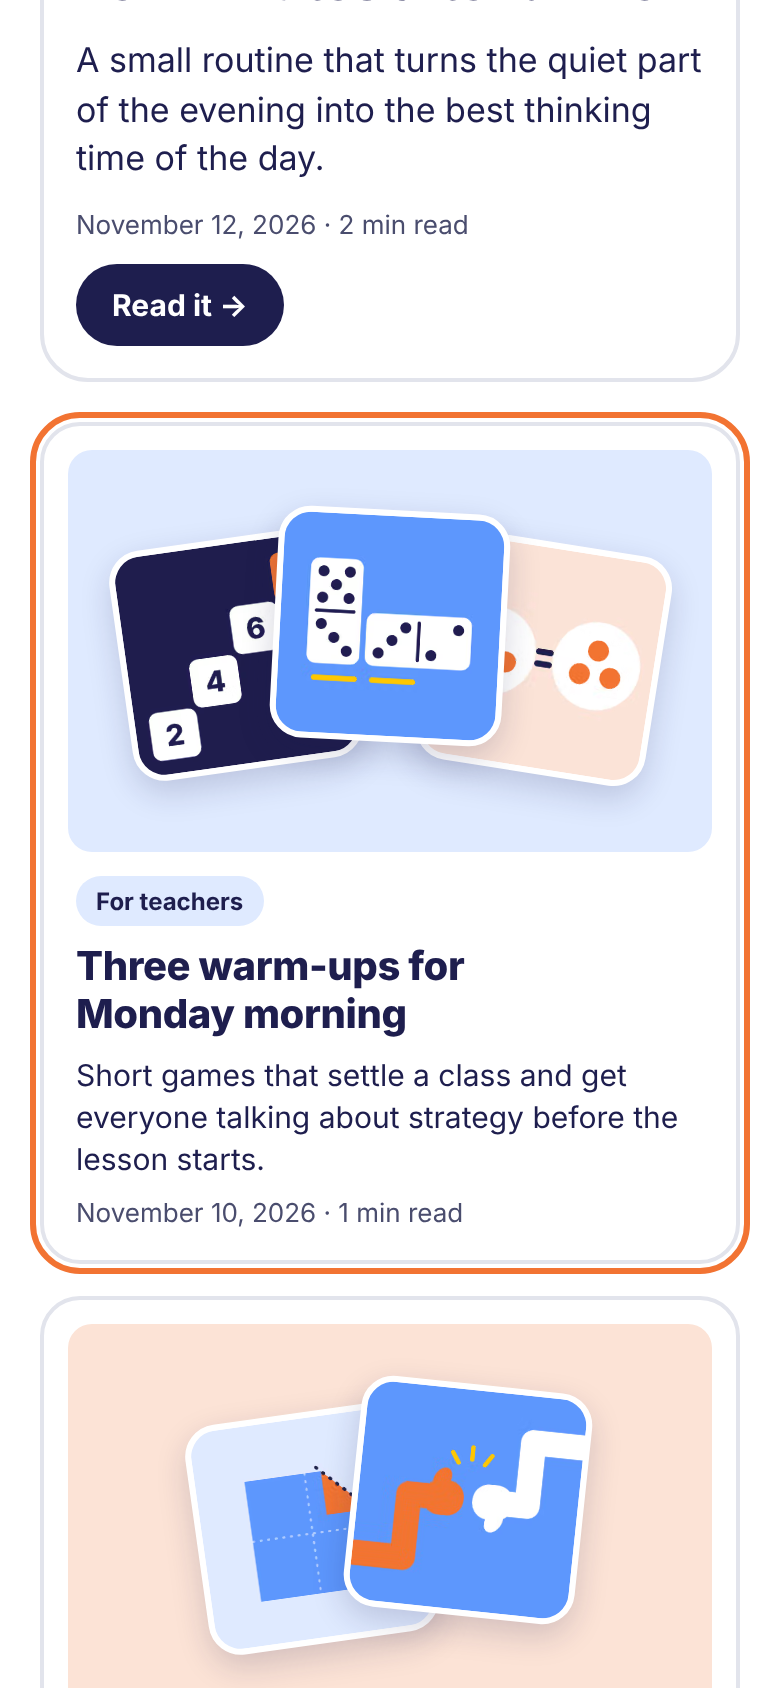 A small routine that turns the quiet part
of the evening into the best thinking
time of the day.
November 12, 2026 · 2 min read
Read it →
6
4
2
=
For teachers
Three warm-ups for
Monday morning
Short games that settle a class and get
everyone talking about strategy before the
lesson starts.
November 10, 2026 · 1 min read